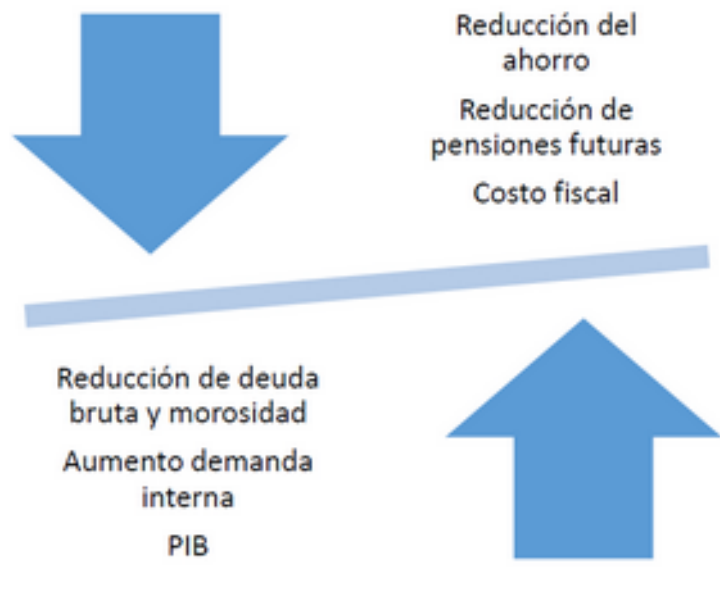 Reducción del
ahorro
Reducción de
pensiones futuras
Costo fiscal
Reducción de deuda
bruta y morosidad
Aumento demanda
interna
PIB